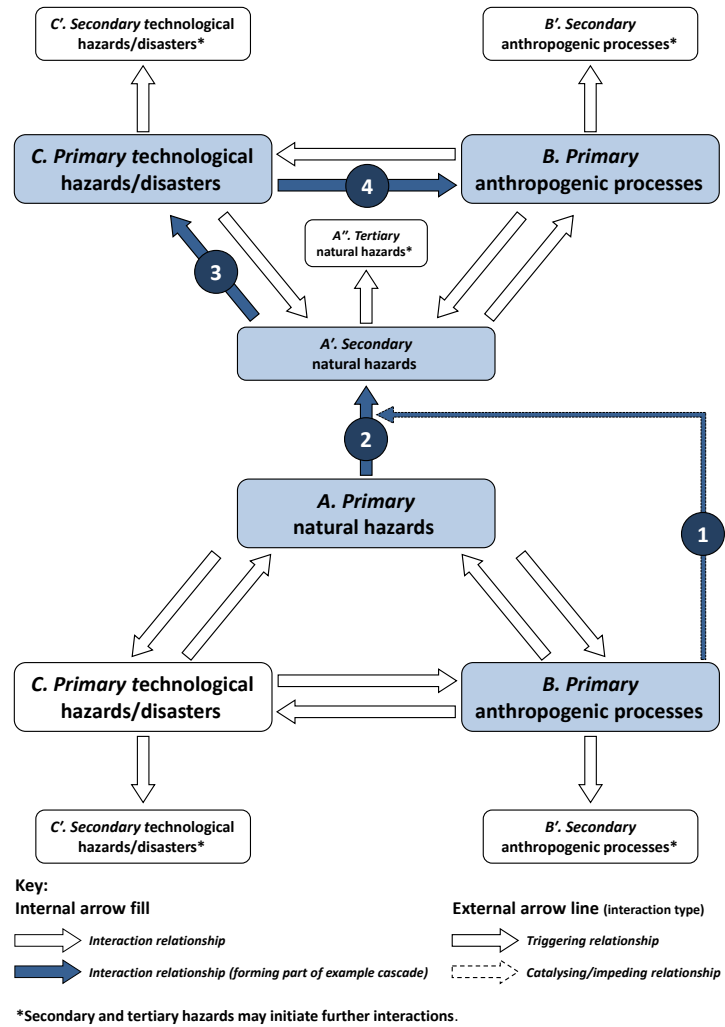 C′. Secondary technological
hazards/disasters*
B′. Secondary
anthropogenic processes*
C. Primary technological
hazards/disasters
B. Primary
anthropogenic processes
4
A″. Tertiary
natural hazards*
3
A′. Secondary
natural hazards
2
A. Primary
natural hazards
1
C. Primary technological
hazards/disasters
B. Primary
anthropogenic processes
C′. Secondary technological
hazards/disasters*
B′. Secondary
anthropogenic processes*
Key:
Internal arrow fill
External arrow line (interaction type)
Interaction relationship
Triggering relationship
Interaction relationship (forming part of example cascade)
Catalysing/impeding relationship
*Secondary and tertiary hazards may initiate further interactions.